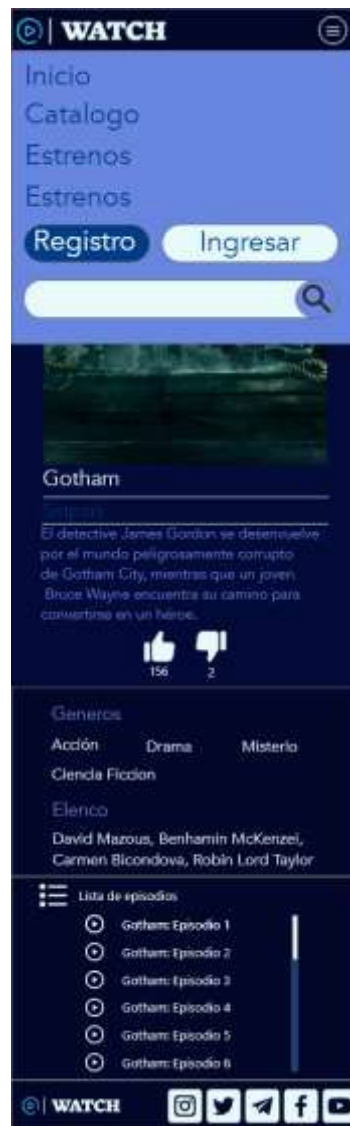 WATCH
Inicio
Catalogo
Estrenos
Estrenos
Registro Ingresar
Gotham
El detective James Gordon se desenvuelve
por el mundo peligrosamente corrupto
de Gotham City, mientras que un joven
Bruce Wayne encuentra su camino para
convertirse en un héroe.
156 2
Generos
Acción Drama Misterio
Ciencia Ficcion
Elenco
David Mazous, Benhamin McKenzei,
Carmen Bicondova, Robin Lord Taylor
Lista de episodios
Gotham: Episodio 1
Gotham: Episodio 2
Gotham: Episodio 3
Gotham: Episodio 4
Gotham: Episodio 5
Gotham: Episodio 6
WATCH